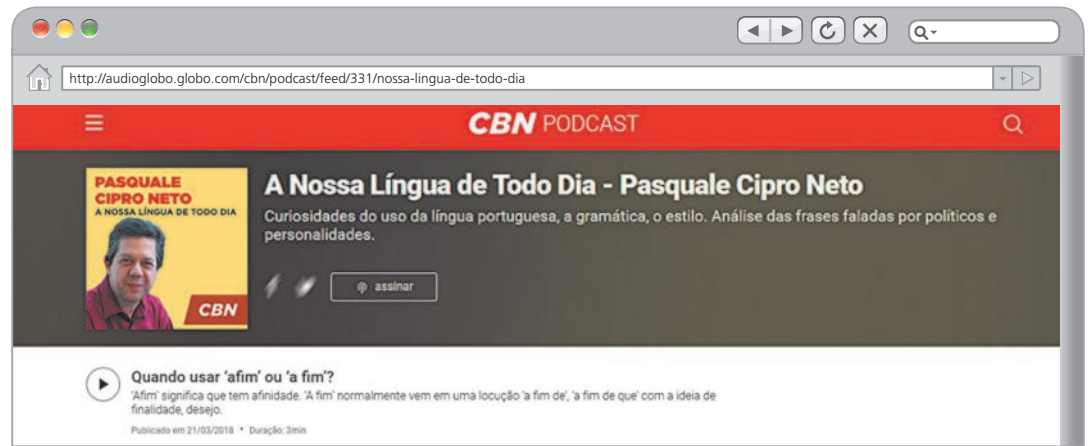 http://audioglobo.globo.com/cbn/podcast/feed/331/nossa-lingua-de-todo-dia
CBN PODCAST
PASQUALE
CIPRO NETO
A NOSSA LÍNGUA DE TODO DIA
CBN
A Nossa Língua de Todo Dia - Pasquale Cipro Neto
Curiosidades do uso da língua portuguesa, a gramática, o estilo. Análise das frases faladas por políticos e
personalidades.
assinar
Quando usar 'afim' ou 'a fim'?
'Afim' significa que tem afinidade. 'A fim' normalmente vem em uma locução 'a fim de', 'a fim de que' com a ideia de
finalidade, desejo.
Publicado em 21/03/2018 • Duração: 3min